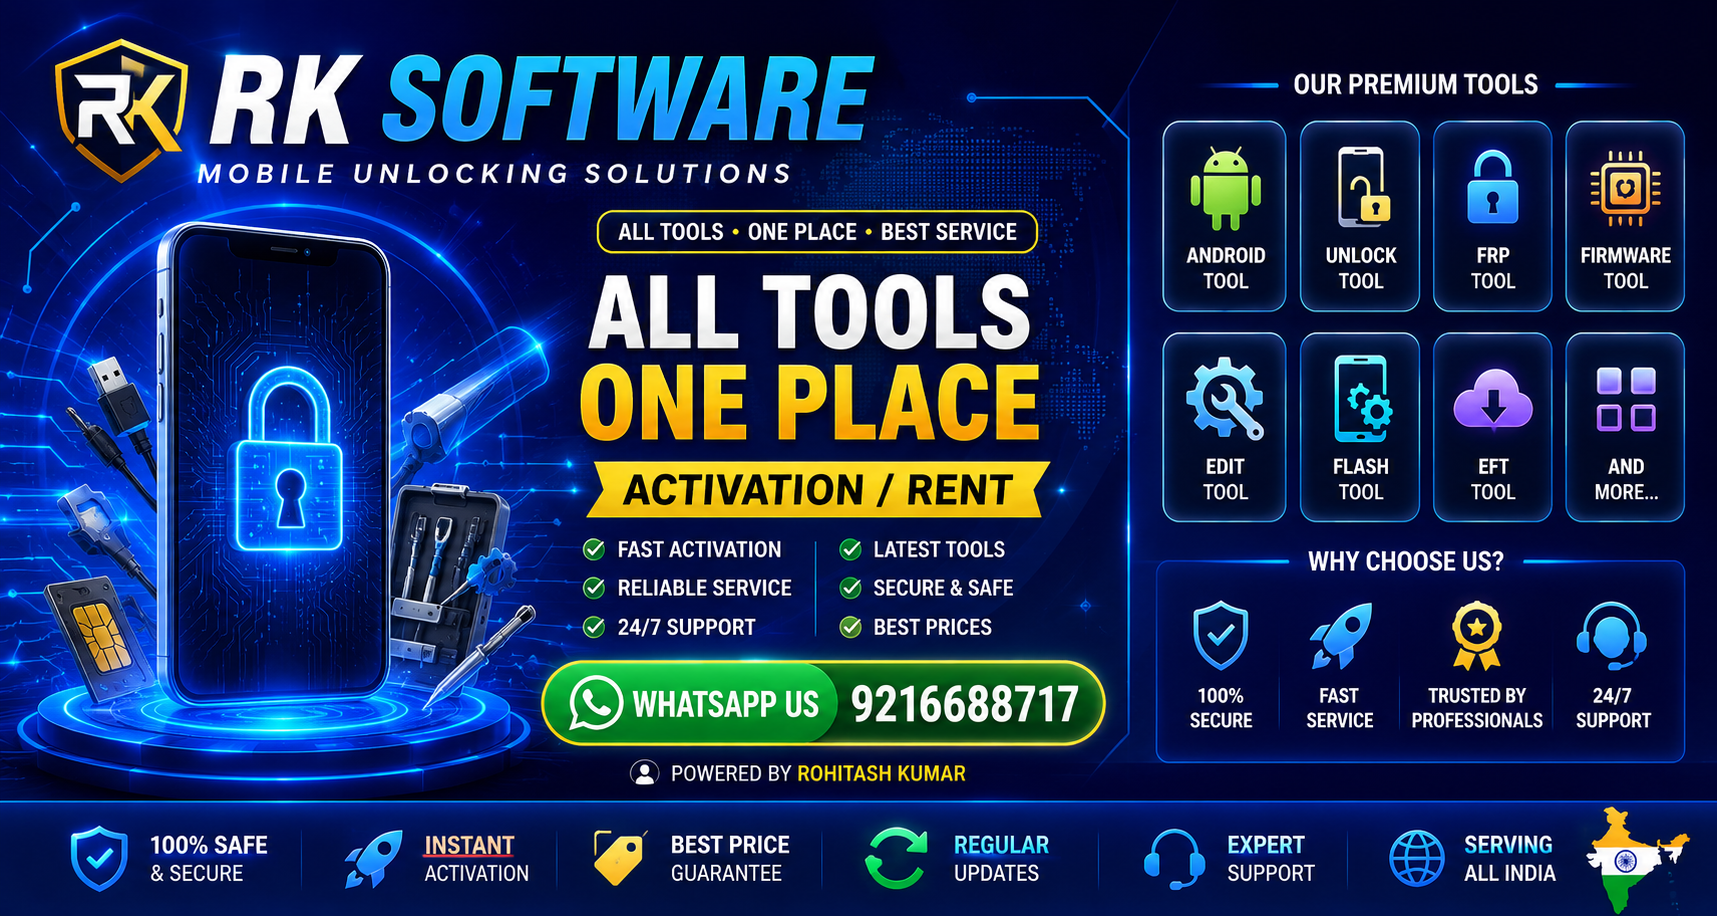 RK
RK SOFTWARE
MOBILE UNLOCKING SOLUTIONS
ALL TOOLS • ONE PLACE • BEST SERVICE
ALL TOOLS
ONE PLACE
ACTIVATION / RENT
FAST ACTIVATION
RELIABLE SERVICE
24/7 SUPPORT
LATEST TOOLS
SECURE & SAFE
BEST PRICES
WHATSAPP US 9216688717
POWERED BY ROHITASH KUMAR
OUR PREMIUM TOOLS
ANDROID
TOOL
UNLOCK
TOOL
FRP
TOOL
FIRMWARE
TOOL
EDIT
TOOL
FLASH
TOOL
EFT
TOOL
AND
MORE...
WHY CHOOSE US?
100%
SECURE
FAST
SERVICE
TRUSTED BY
PROFESSIONALS
24/7
SUPPORT
100% SAFE
& SECURE
INSTANT
ACTIVATION
BEST PRICE
GUARANTEE
REGULAR
UPDATES
EXPERT
SUPPORT
SERVING
ALL INDIA